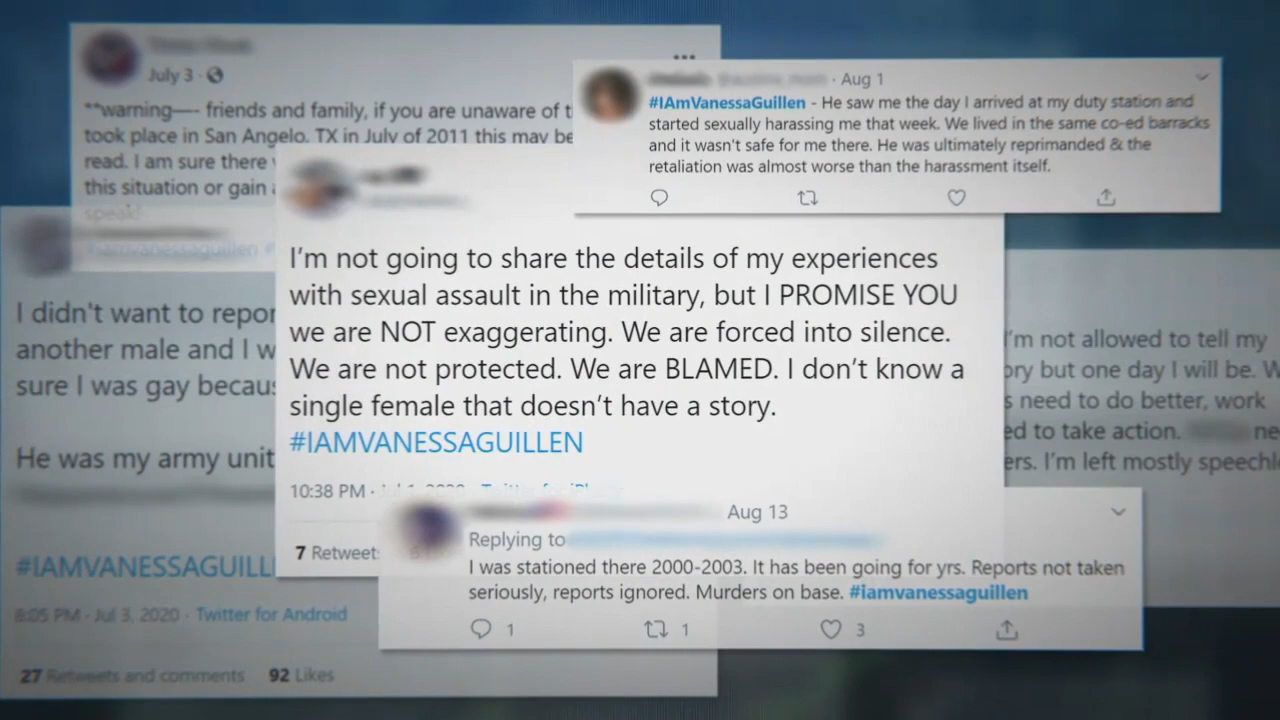 July 3 ·
**warning—- friends and family, if you are unaware of
took place in San Angelo. TX in July of 2011 this may be
read. I am sure there
this situation or gain
speak!
Aug 1
#IAmVanessaGuillen - He saw me the day I arrived at my duty station and
started sexually harassing me that week. We lived in the same co-ed barracks
and it wasn't safe for me there. He was ultimately reprimanded & the
retaliation was almost worse than the harassment itself.
#iamvanessaguillen
I didn't want to repor
another male and I w
sure I was gay becau
He was my army unit
#IAMVANESSAGUILL
8:05 PM · Jul 3, 2020 · Twitter for Android
27 Retweets and comments 92 Likes
I'm not going to share the details of my experiences
with sexual assault in the military, but I PROMISE YOU
we are NOT exaggerating. We are forced into silence.
We are not protected. We are BLAMED. I don't know a
single female that doesn't have a story.
#IAMVANESSAGUILLEN
10:38 PM ·
7 Retweet
I'm not allowed to tell my
ory but one day I will be. W
s need to do better, work
ed to take action. ne
ers. I'm left mostly speechl
Aug 13
Replying to
I was stationed there 2000-2003. It has been going for yrs. Reports not taken
seriously, reports ignored. Murders on base. #iamvanessaguillen
1 1 3